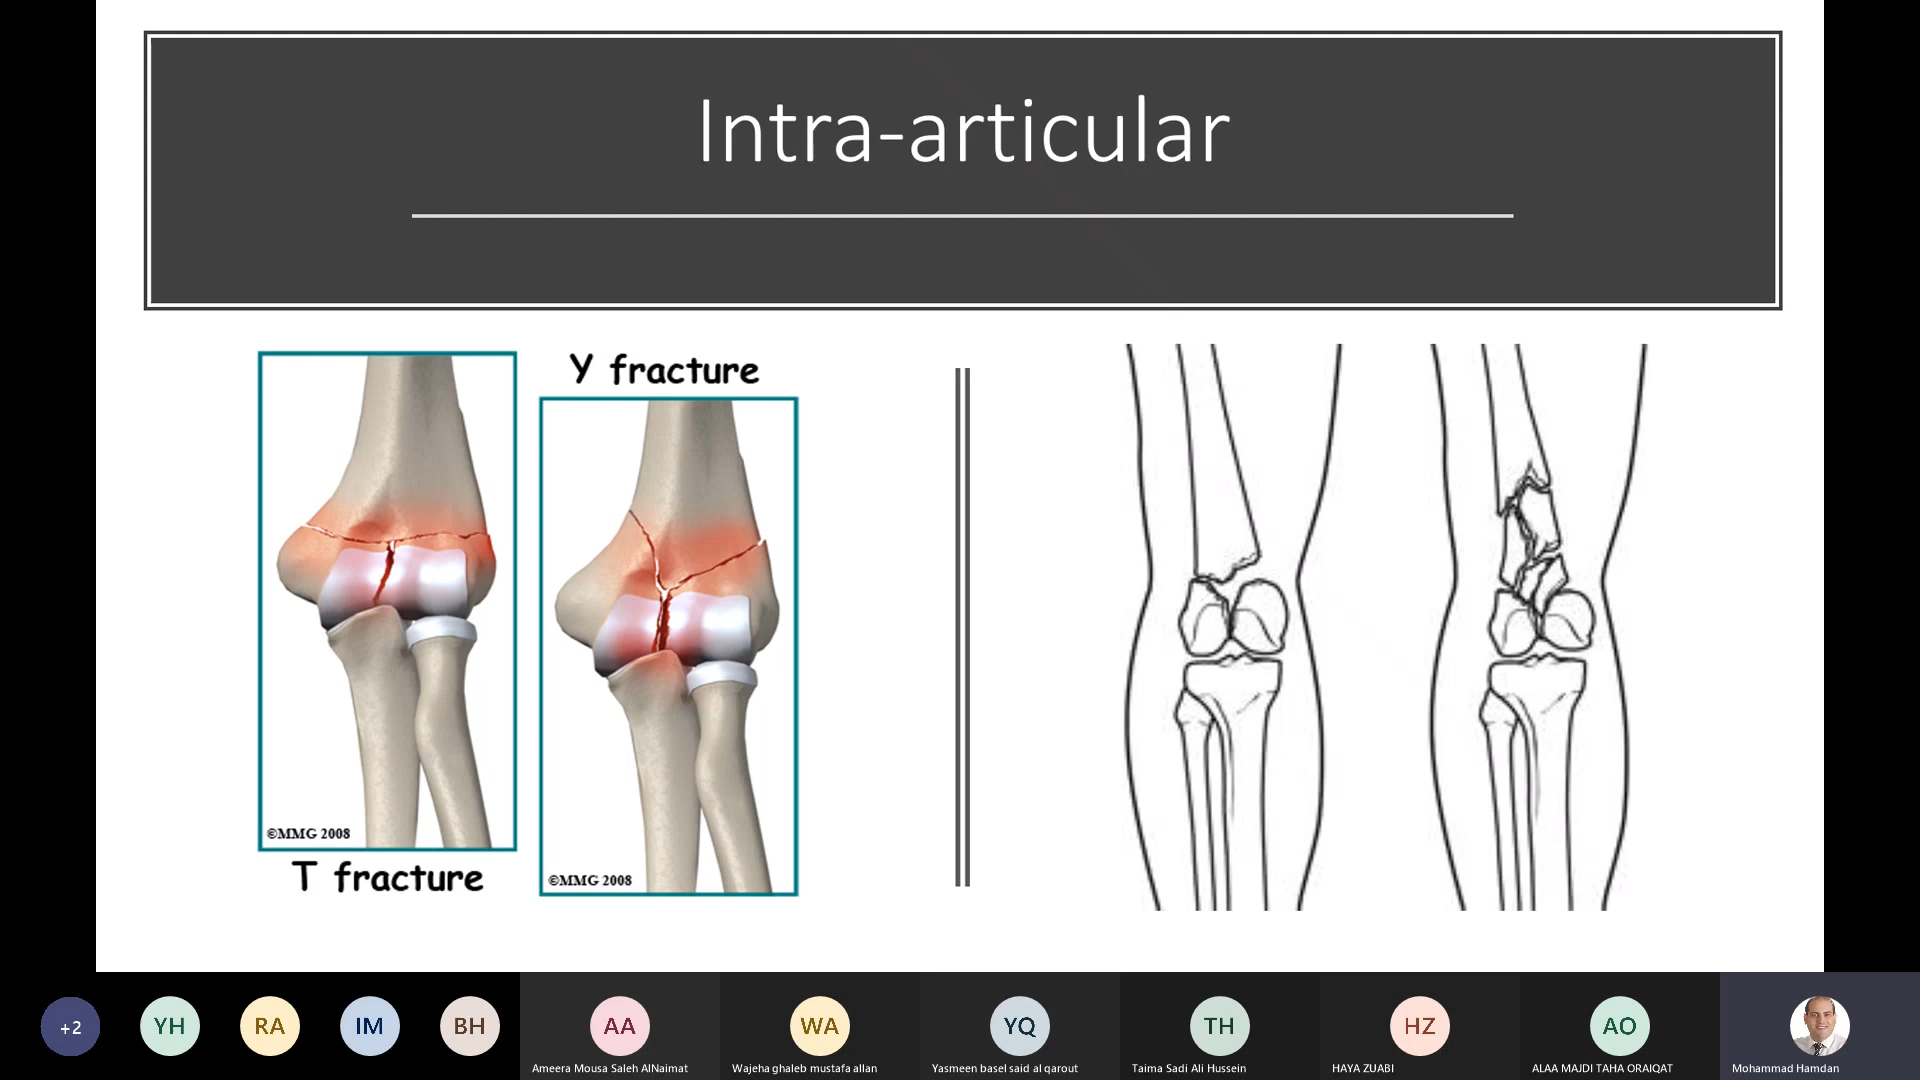 Intra-articular
Y fracture
©MMG 2008
T fracture
©MMG 2008
+2
YH
RA
IM
BH
AA
WA
YQ
TH
HZ
AO
Ameera Mousa Saleh AlNaimat
Wajeha ghaleb mustafa allan
Yasmeen basel said al qarout
Taima Sadi Ali Hussein
HAYA ZUABI
ALAA MAJDI TAHA ORAIQAT
Mohammad Hamdan